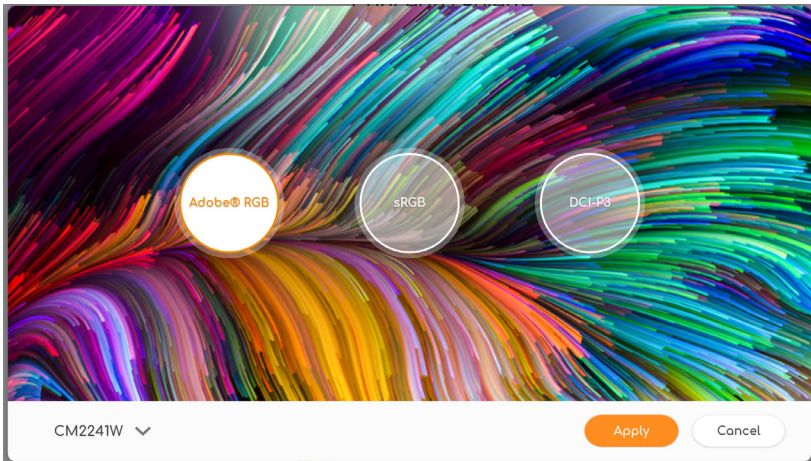 Adobe® RGB
sRGB
DCI-P3
CM2241W
Apply
Cancel